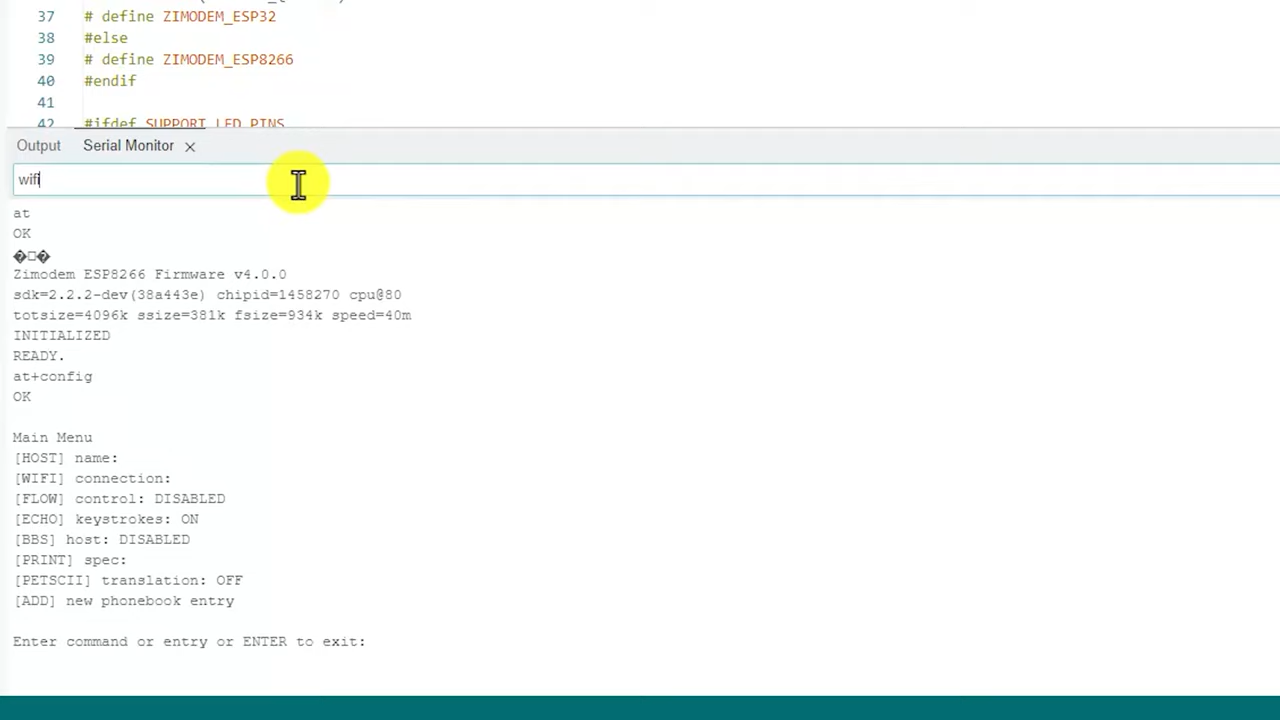 37 # define ZIMODEM_ESP32
38 #else
39 # define ZIMODEM_ESP8266
40 #endif
41
42 #ifdef SUPPORT_LED_PINS
Output Serial Monitor
wifi
at
OK
Zimodem ESP8266 Firmware v4.0.0
sdk=2.2.2-dev(38a443e) chipid=1458270 cpu@80
totsize=4096k ssize=381k fsize=934k speed=40m
INITIALIZED
READY.
at+config
OK
Main Menu
[HOST] name:
[WIFI] connection:
[FLOW] control: DISABLED
[ECHO] keystrokes: ON
[BBS] host: DISABLED
[PRINT] spec:
[PETSCII] translation: OFF
[ADD] new phonebook entry
Enter command or entry or ENTER to exit: